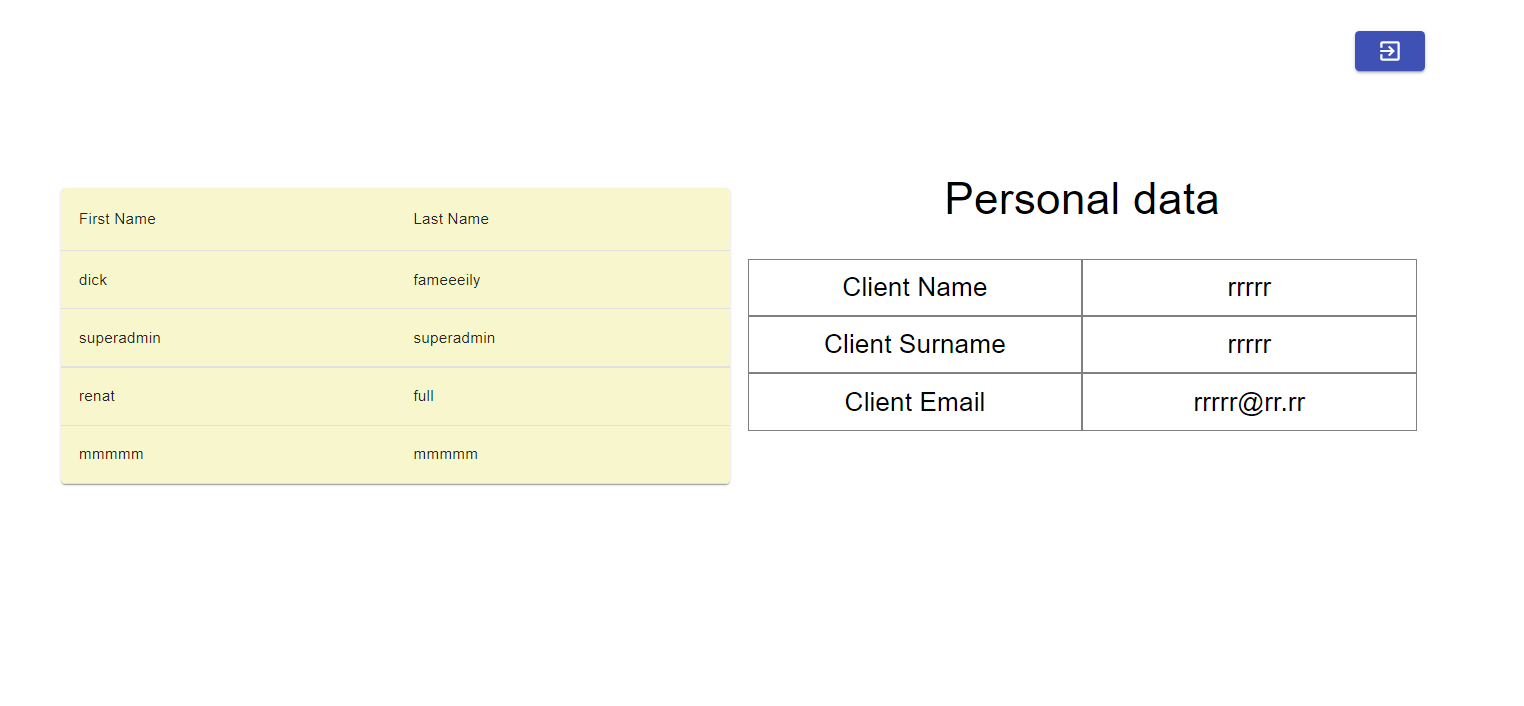 First Name Last Name
dick fameeeily
superadmin superadmin
renat full
mmmmm mmmmm
Personal data
Client Name rrrrr
Client Surname rrrrr
Client Email rrrrr@rr.rr